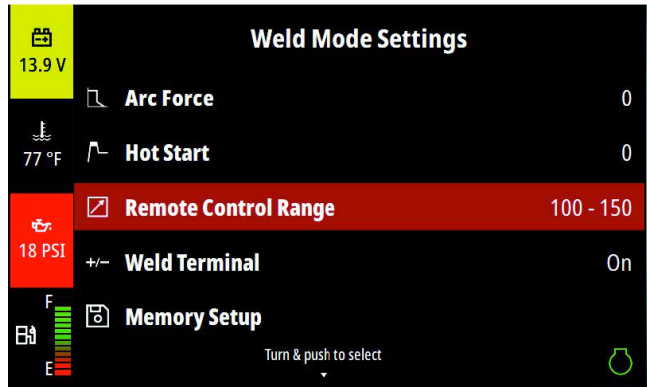 Weld Mode Settings
13.9 V
77 °F
18 PSI
F
E
Arc Force 0
Hot Start 0
Remote Control Range 100 - 150
+/- Weld Terminal On
Memory Setup
Turn & push to select